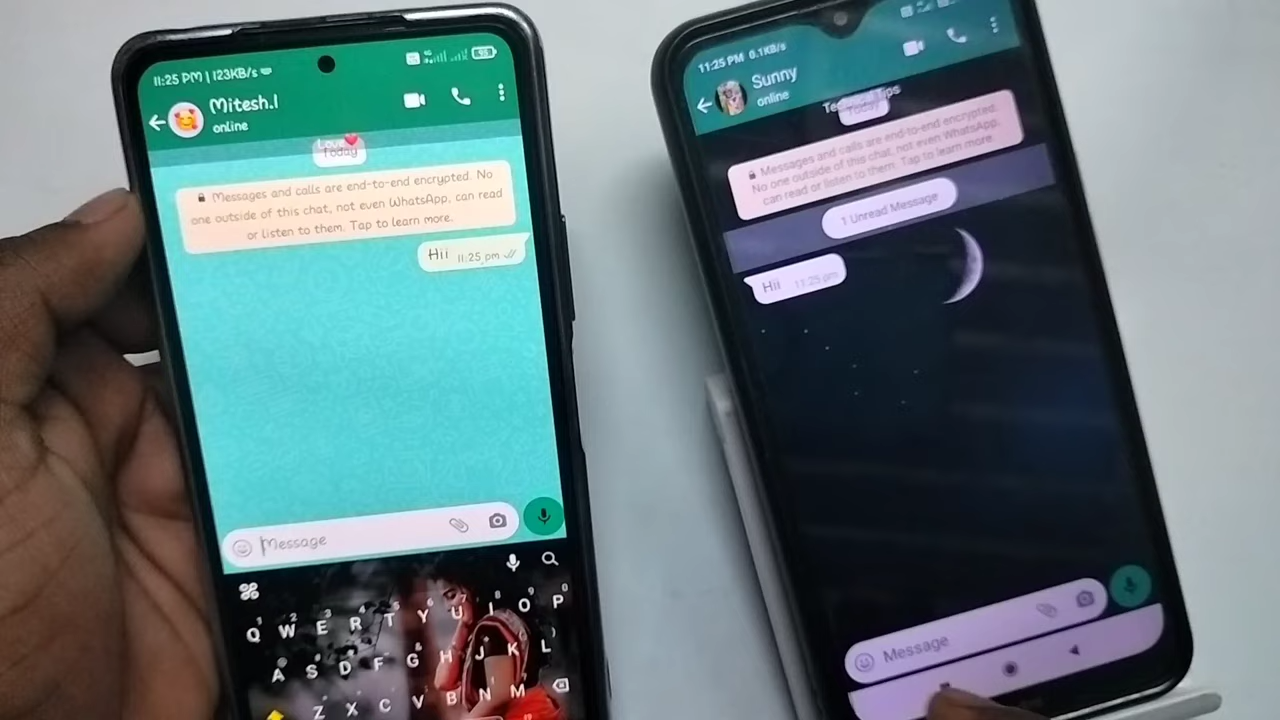 11:25 PM | 123KB/s
Mitesh.I
online
Love❤️
Today
Messages and calls are end-to-end encrypted. No
one outside of this chat, not even WhatsApp, can read
or listen to them. Tap to learn more.
Hii 11:25 pm
Message
Q W E R T Y U I O P
A S D F G H J K L
Z X C V B N M
11:25 PM 0.1KB/s
Sunny
online
Tips
Today
Messages and calls are end-to-end encrypted.
No one outside of this chat, not even WhatsApp,
can read or listen to them. Tap to learn more.
1 Unread Message
Hii 11:25 pm
Message